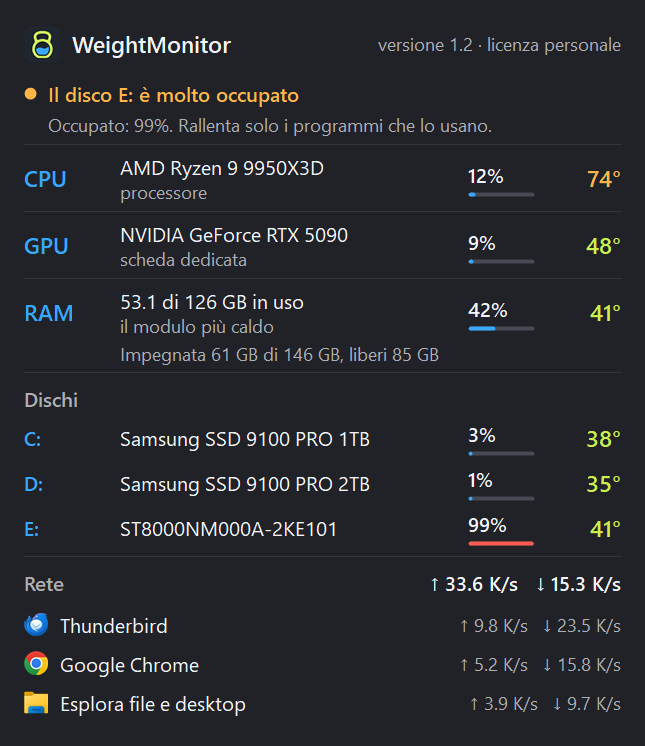 WeightMonitor versione 1.2 · licenza personale
Il disco E: è molto occupato
Occupato: 99%. Rallenta solo i programmi che lo usano.
CPU AMD Ryzen 9 9950X3D 12% 74°
processore
GPU NVIDIA GeForce RTX 5090 9% 48°
scheda dedicata
RAM 53.1 di 126 GB in uso 42% 41°
il modulo più caldo
Impegnata 61 GB di 146 GB, liberi 85 GB
Dischi
C: Samsung SSD 9100 PRO 1TB 3% 38°
D: Samsung SSD 9100 PRO 2TB 1% 35°
E: ST8000NM000A-2KE101 99% 41°
Rete ↑ 33.6 K/s ↓ 15.3 K/s
Thunderbird ↑ 9.8 K/s ↓ 23.5 K/s
Google Chrome ↑ 5.2 K/s ↓ 15.8 K/s
Esplora file e desktop ↑ 3.9 K/s ↓ 9.7 K/s